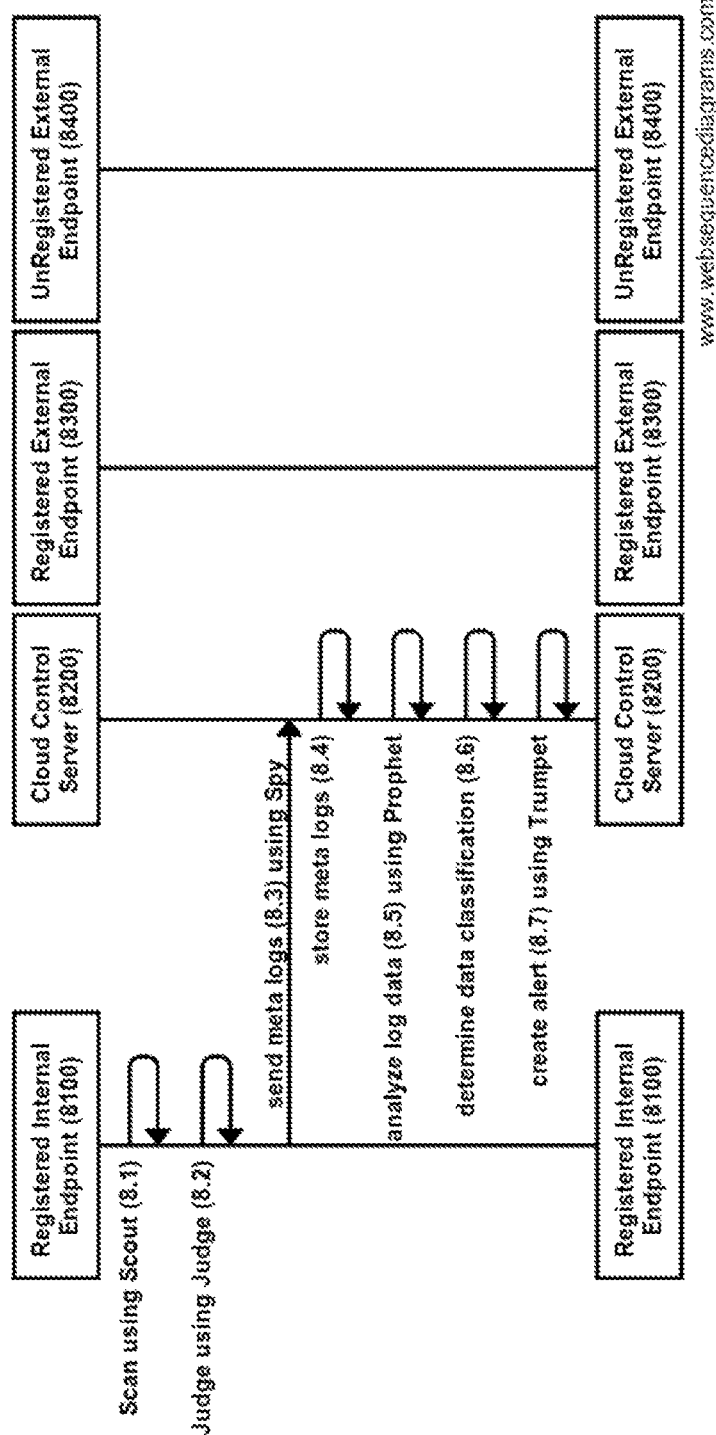 Registered Internal
Endpoint (8100)
Cloud Control
Server (8200)
Registered External
Endpoint (8300)
UnRegistered External
Endpoint (8400)
Scan using Scout (8.1)
Judge using Judge (8.2)
send meta logs (8.3) using Spy
store meta logs (8.4)
analyze log data (8.5) using Prophet
determine data classification (8.6)
create alert (8.7) using Trumpet
Registered Internal
Endpoint (8100)
Cloud Control
Server (8200)
Registered External
Endpoint (8300)
UnRegistered External
Endpoint (8400)
www.websequencediagrams.com